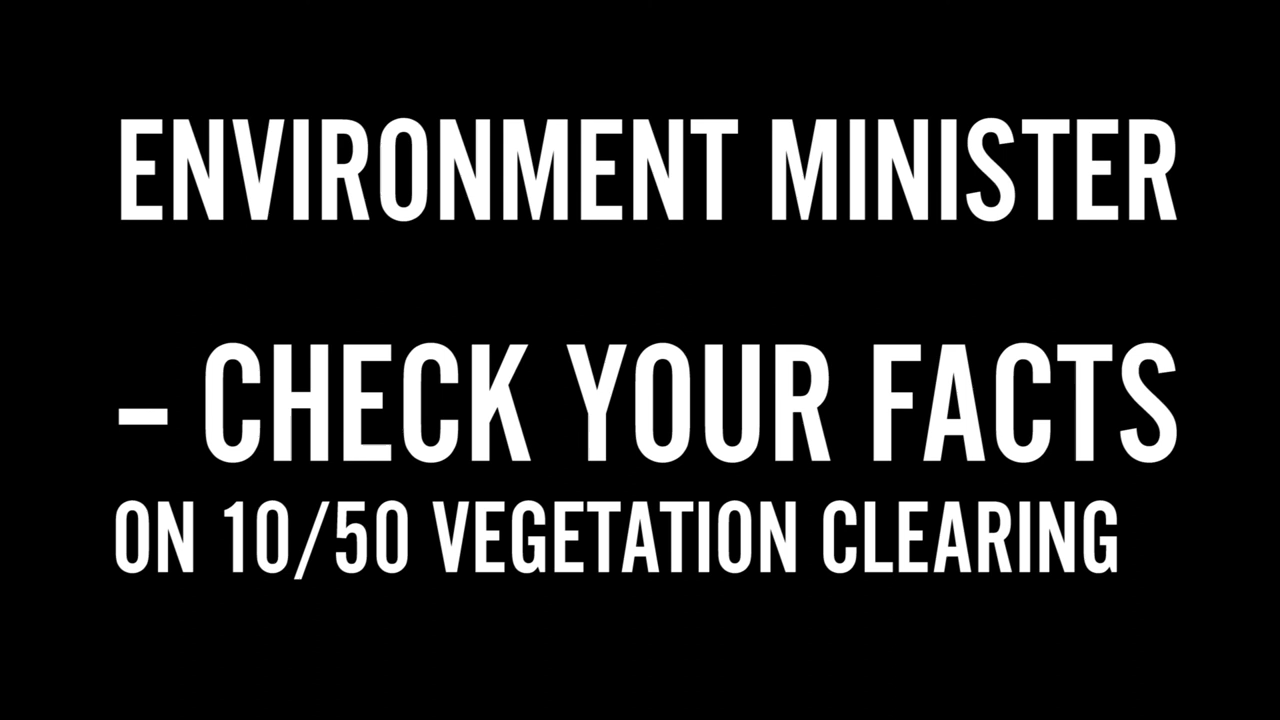 ENVIRONMENT MINISTER
– CHECK YOUR FACTS
ON 10/50 VEGETATION CLEARING